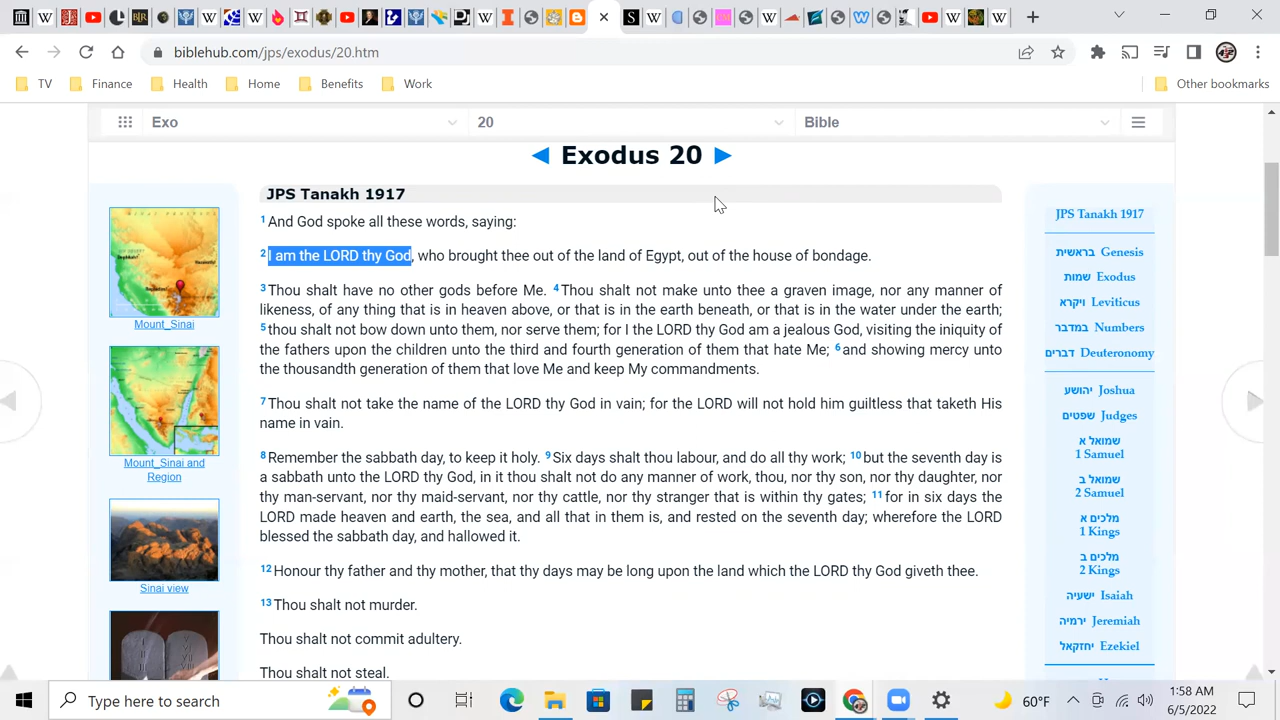 biblehub.com/jps/exodus/20.htm
TV Finance Health Home Benefits Work Other bookmarks
Exo 20 Bible
◄ Exodus 20 ►
JPS Tanakh 1917
1 And God spoke all these words, saying:
2 I am the LORD thy God, who brought thee out of the land of Egypt, out of the house of bondage.
3 Thou shalt have no other gods before Me. 4 Thou shalt not make unto thee a graven image, nor any manner of
likeness, of any thing that is in heaven above, or that is in the earth beneath, or that is in the water under the earth;
5 thou shalt not bow down unto them, nor serve them; for I the LORD thy God am a jealous God, visiting the iniquity of
the fathers upon the children unto the third and fourth generation of them that hate Me; 6 and showing mercy unto
the thousandth generation of them that love Me and keep My commandments.
7 Thou shalt not take the name of the LORD thy God in vain; for the LORD will not hold him guiltless that taketh His
name in vain.
8 Remember the sabbath day, to keep it holy. 9 Six days shalt thou labour, and do all thy work; 10 but the seventh day is
a sabbath unto the LORD thy God, in it thou shalt not do any manner of work, thou, nor thy son, nor thy daughter, nor
thy man-servant, nor thy maid-servant, nor thy cattle, nor thy stranger that is within thy gates; 11 for in six days the
LORD made heaven and earth, the sea, and all that in them is, and rested on the seventh day; wherefore the LORD
blessed the sabbath day, and hallowed it.
12 Honour thy father and thy mother, that thy days may be long upon the land which the LORD thy God giveth thee.
13 Thou shalt not murder.
Thou shalt not commit adultery.
Thou shalt not steal.
Mount_Sinai
Mount_Sinai and
Region
Sinai view
JPS Tanakh 1917
בראשית Genesis
שמות Exodus
ויקרא Leviticus
במדבר Numbers
דברים Deuteronomy
יהושע Joshua
שפטים Judges
שמואל א
1 Samuel
שמואל ב
2 Samuel
מלכים א
1 Kings
מלכים ב
2 Kings
ישעיה Isaiah
ירמיה Jeremiah
יחזקאל Ezekiel
Type here to search
60°F
1:58 AM
6/5/2022